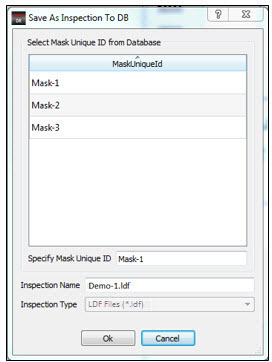 Save As Inspection To DB
Select Mask Unique ID from Database
MaskUniqueId
Mask-1
Mask-2
Mask-3
Specify Mask Unique ID Mask-1
Inspection Name Demo-1.ldf
Inspection Type LDF Files (*.ldf)
Ok Cancel